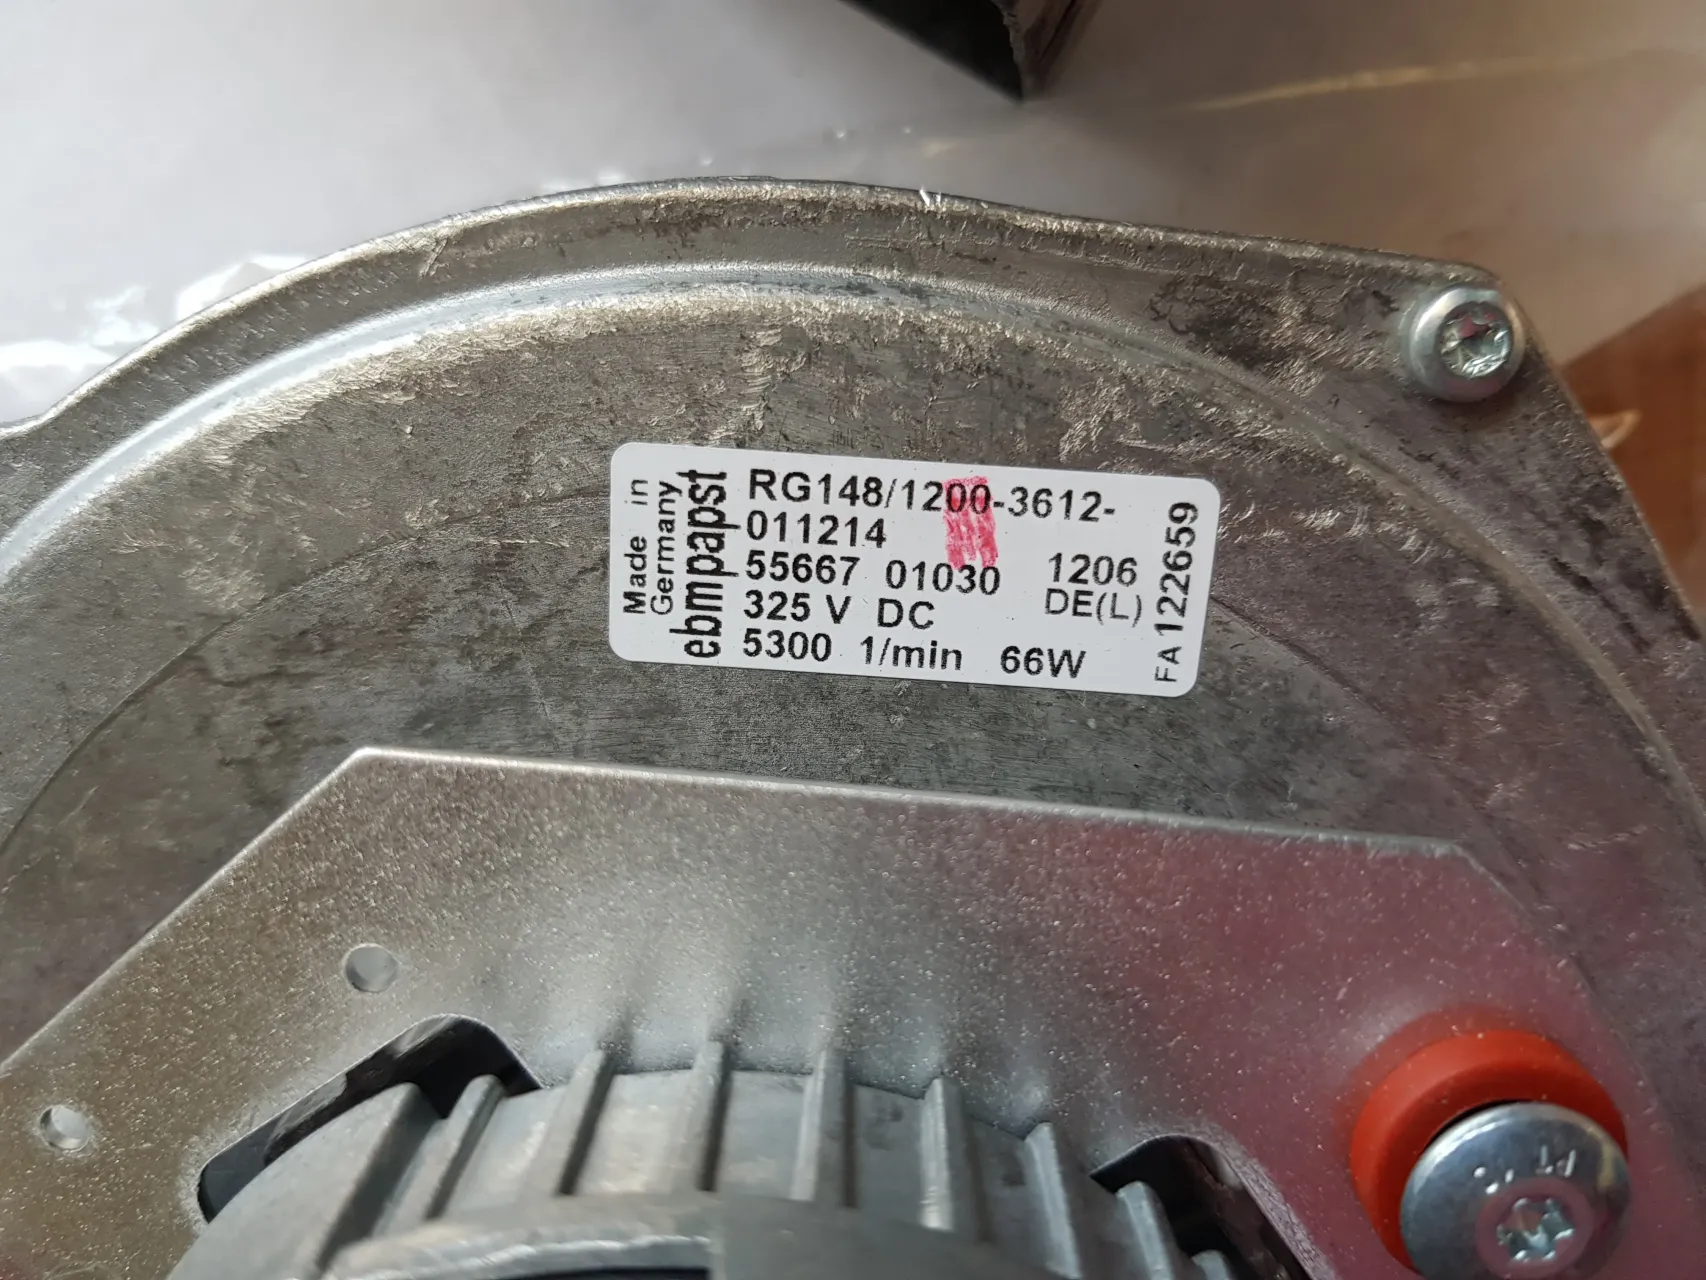 Made in
Germany
ebmpapst
RG148/1200-3612-
011214
55667 01030 1206
325 V DC DE(L)
5300 1/min 66W
FA 122659